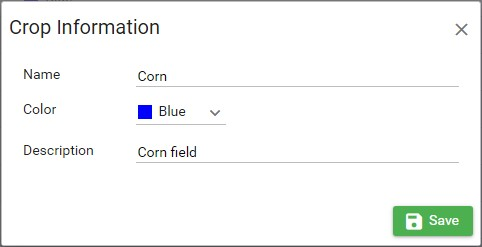 Crop Information
Name Corn
Color Blue
Description Corn field
Save